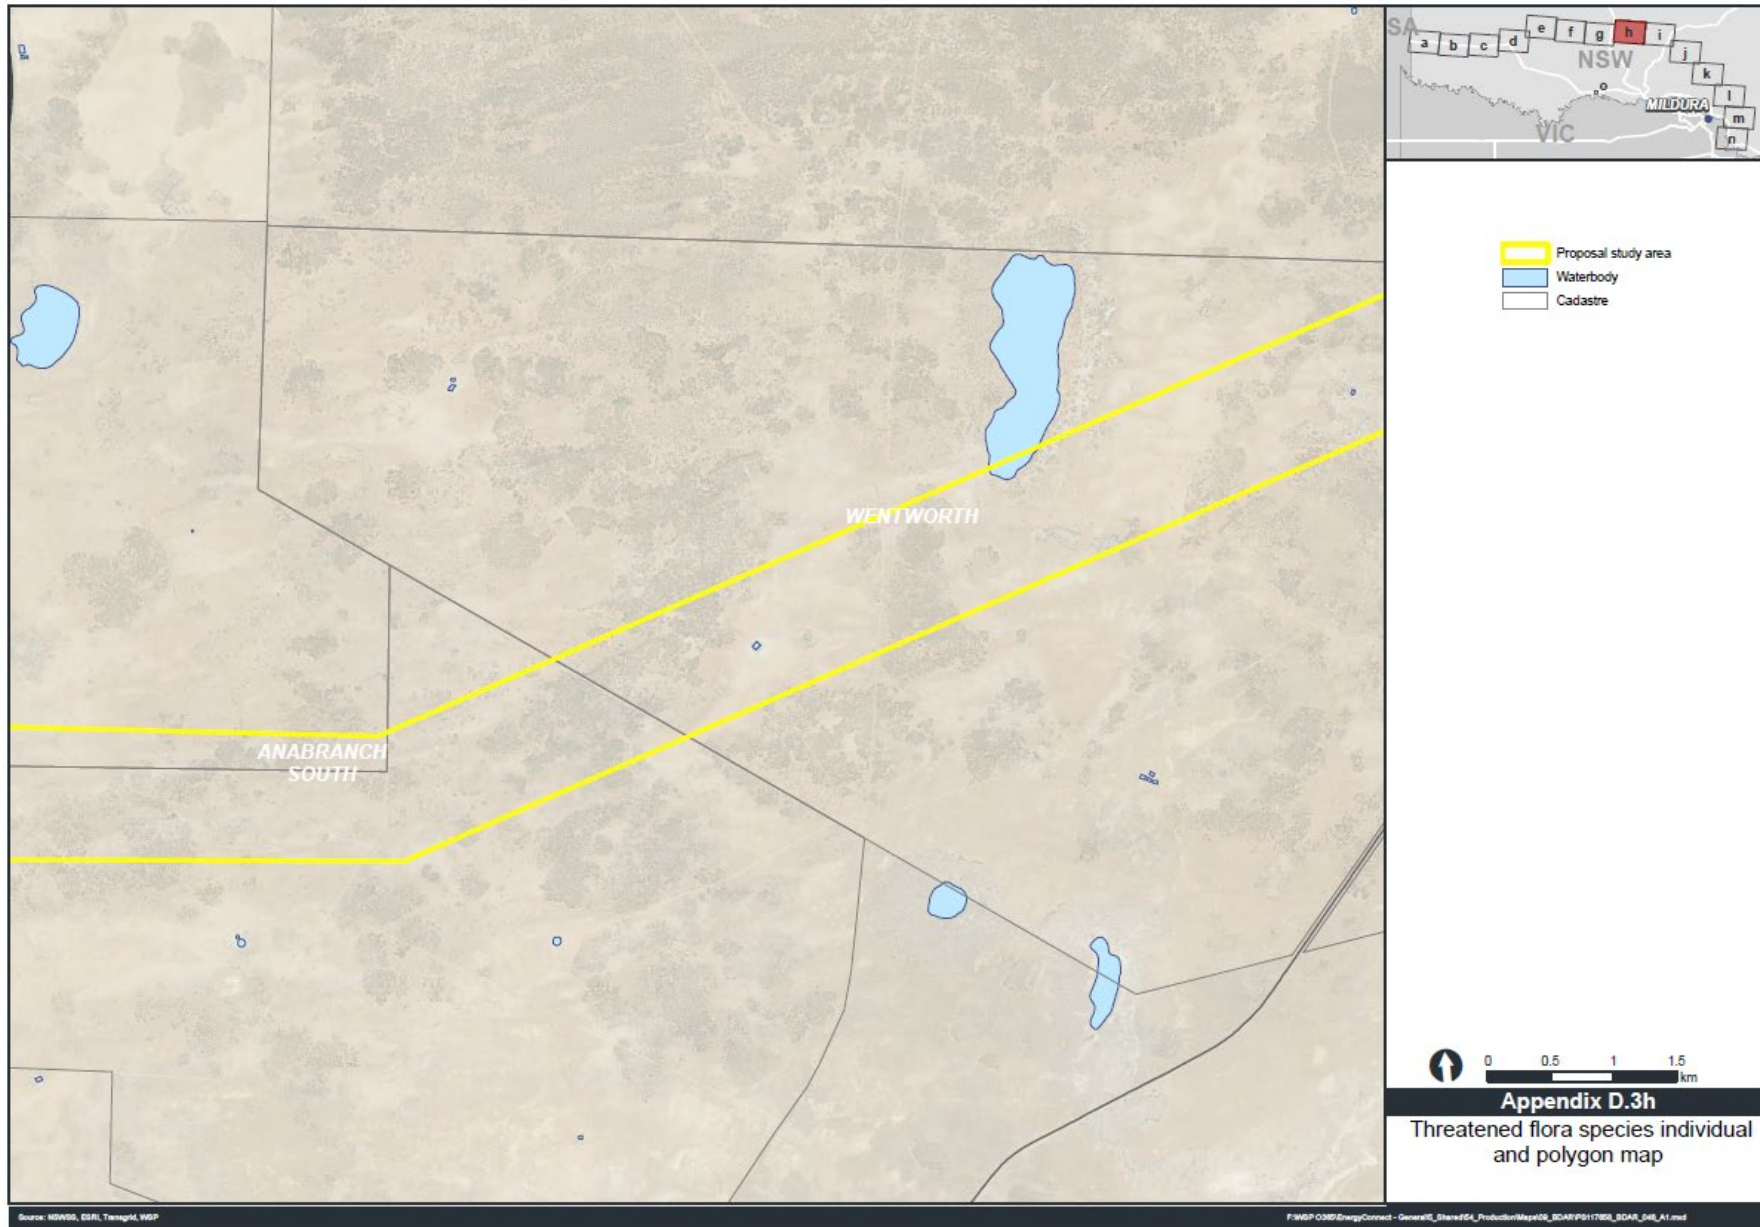 SA
a
b
c
d
e
f
g
h
i
j
k
l
m
n
o
NSW
MILDURA
VIC
Proposal study area
Waterbody
Cadastre
WENTWORTH
ANABRANCH
SOUTH
0 0.5 1 1.5
km
Appendix D.3h
Threatened flora species individual
and polygon map
Source: NSWSS, ESRI, Transgrid, WSP